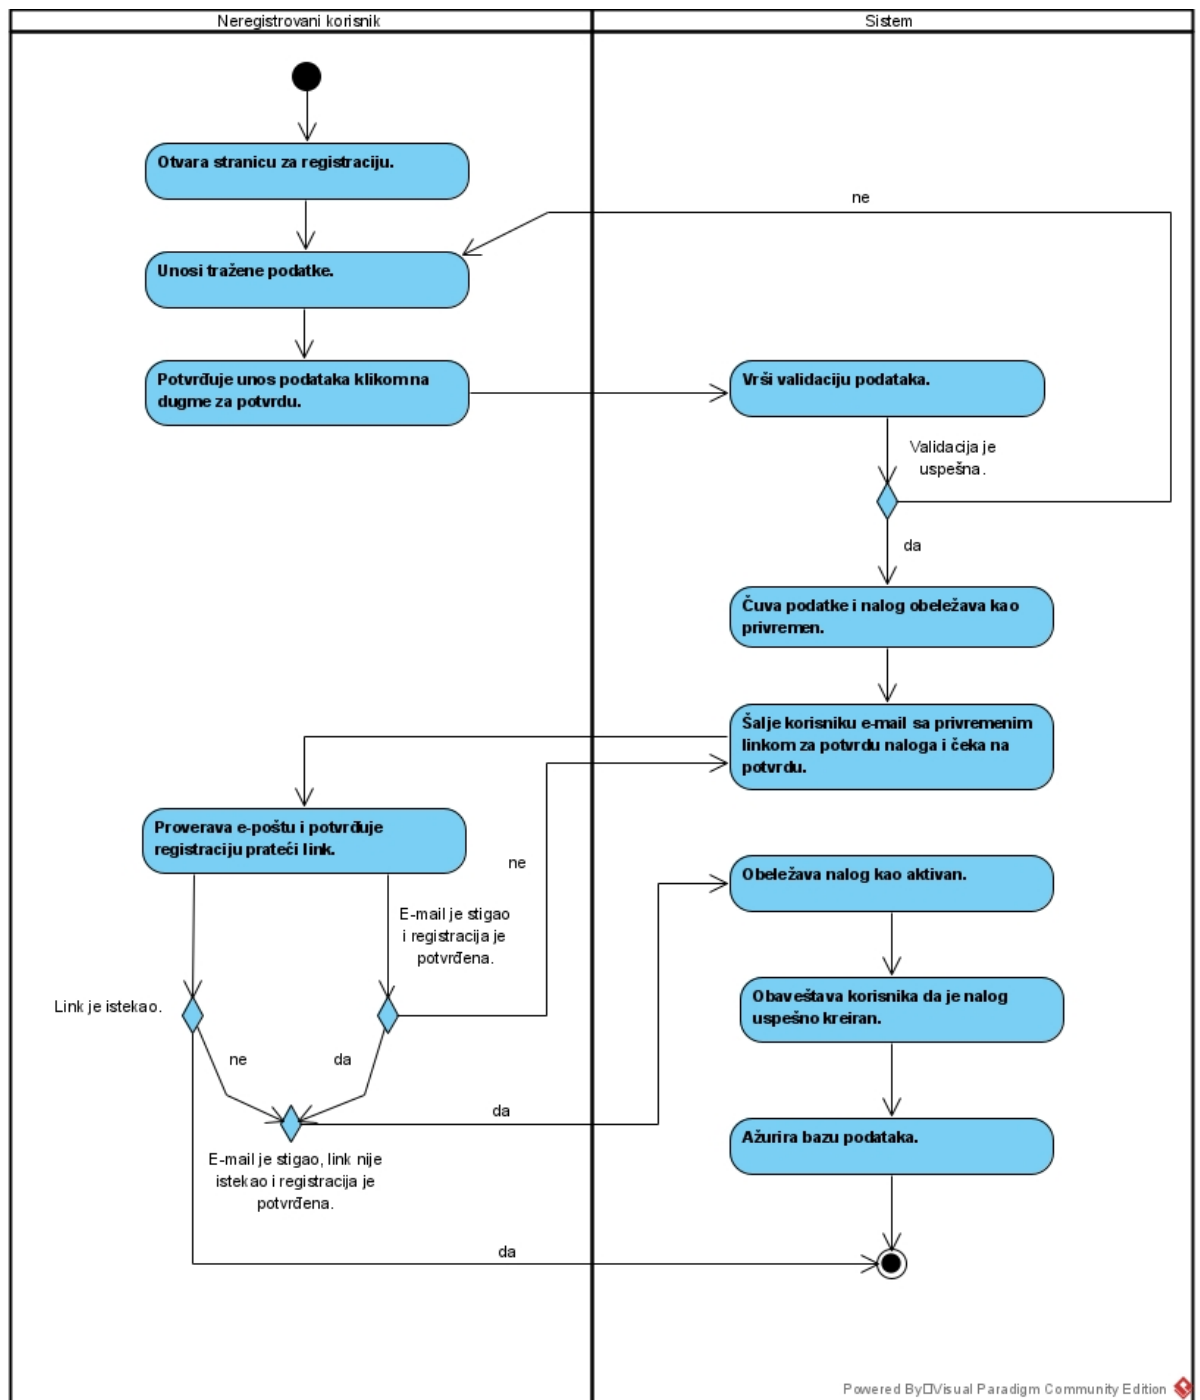 Neregistrovani korisnik
Sistem
Otvara stranicu za registraciju.
ne
Unosi tražene podatke.
Potvrđuje unos podataka klikom na
dugme za potvrdu.
Vrši validaciju podataka.
Validacija je
uspešna.
da
Čuva podatke i nalog obeležava kao
privremen.
Šalje korisniku e-mail sa privremenim
linkom za potvrdu naloga i čeka na
potvrdu.
Proverava e-poštu i potvrđuje
registraciju prateći link.
ne
Obeležava nalog kao aktivan.
E-mail je stigao
i registracija je
potvrđena.
Link je istekao.
Obaveštava korisnika da je nalog
uspešno kreiran.
ne
da
da
Ažurira bazu podataka.
E-mail je stigao, link nije
istekao i registracija je
potvrđena.
da
Powered By Visual Paradigm Community Edition